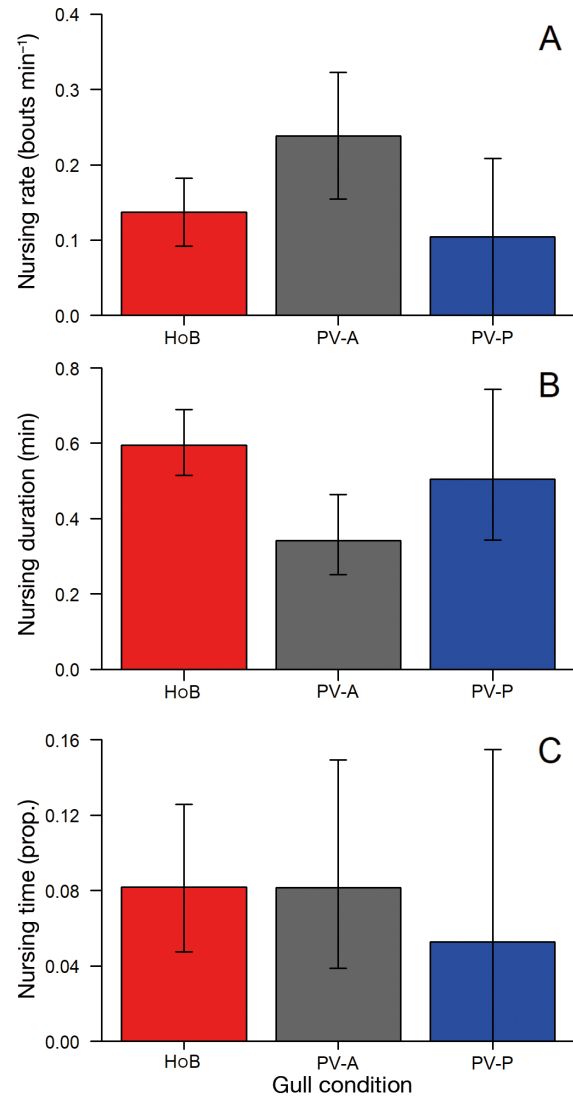 A
Nursing rate (bouts min⁻¹)
0.4
0.3
0.2
0.1
0.0
HoB PV-A PV-P
B
Nursing duration (min)
0.8
0.6
0.4
0.2
0.0
HoB PV-A PV-P
C
Nursing time (prop.)
0.16
0.12
0.08
0.04
0.00
HoB PV-A PV-P
Gull condition